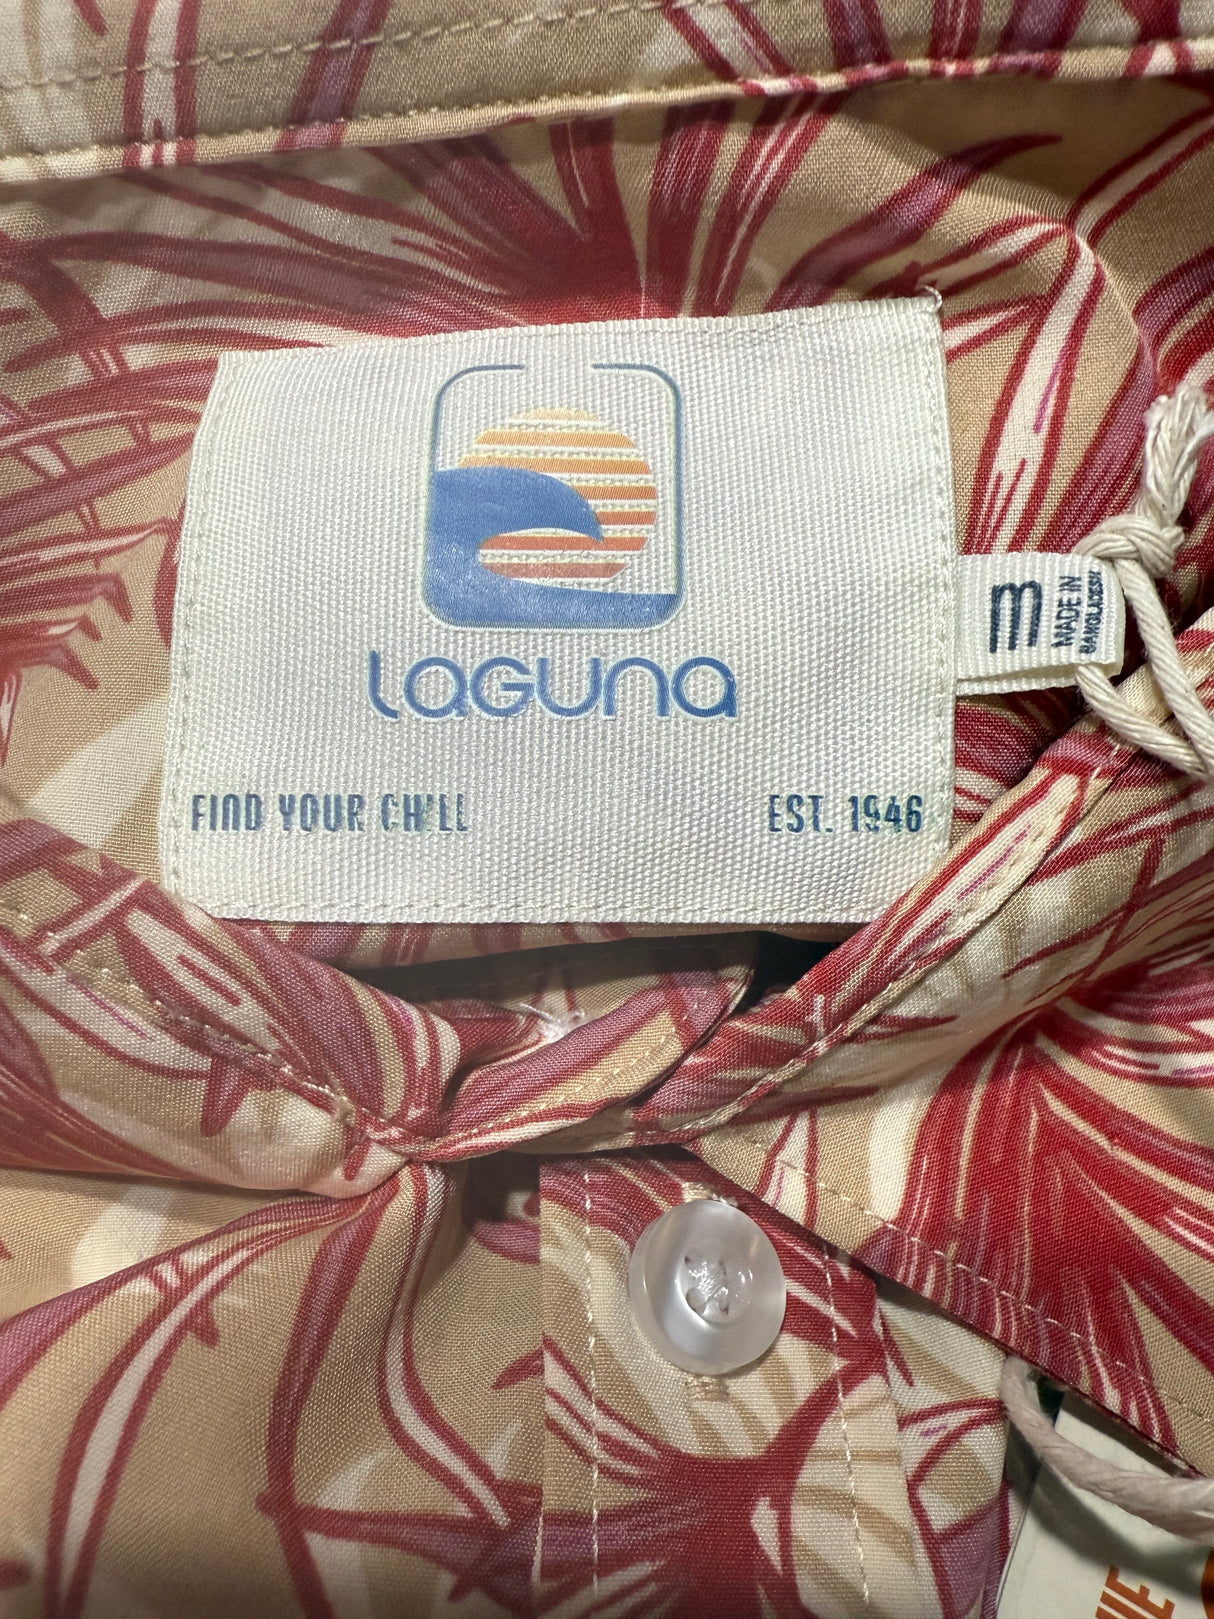 LAGUNA
FIND YOUR CHILL
EST. 1946
M
MADE IN
BANGLADESH